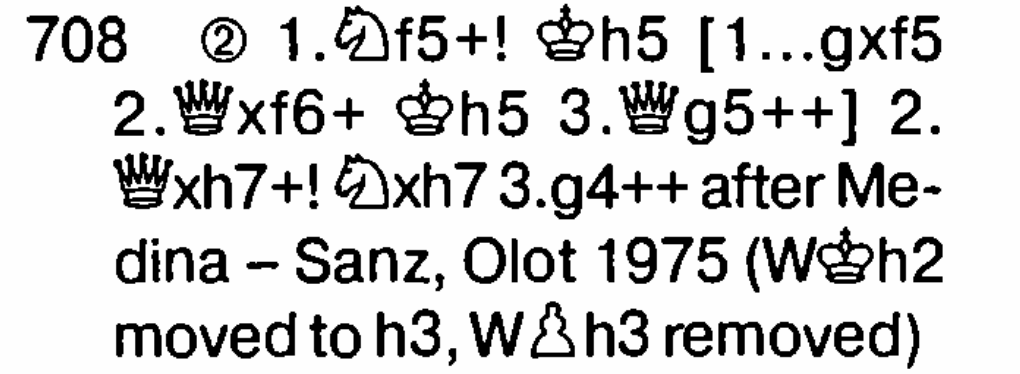 708 ② 1.♘f5+! ♔h5 [1...gxf5
2.♕xf6+ ♔h5 3.♕g5++] 2.
♕xh7+! ♘xh7 3.g4++ after Me-
dina – Sanz, Olot 1975 (W♔h2
moved to h3, W♙h3 removed)